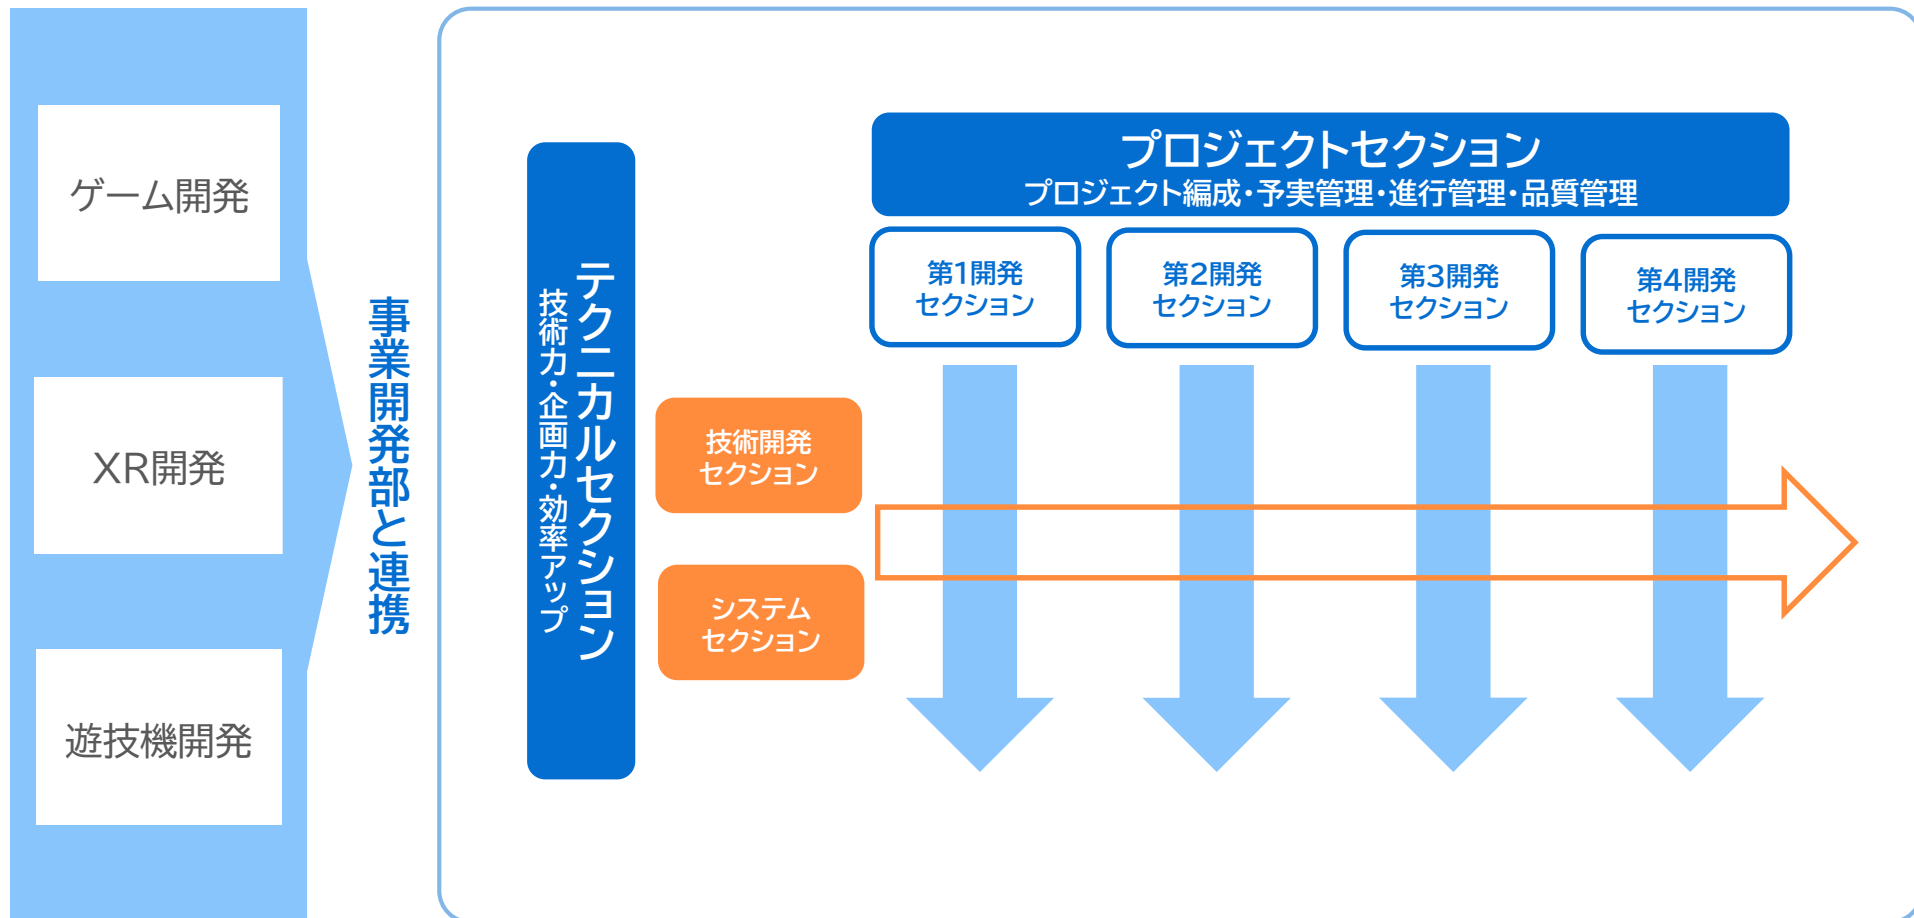 ゲーム開発
XR開発
遊技機開発
事業開発部と連携
テクニカルセクション
技術力・企画力・効率アップ
プロジェクトセクション
プロジェクト編成・予実管理・進行管理・品質管理
第1開発
セクション
第2開発
セクション
第3開発
セクション
第4開発
セクション
技術開発
セクション
システム
セクション